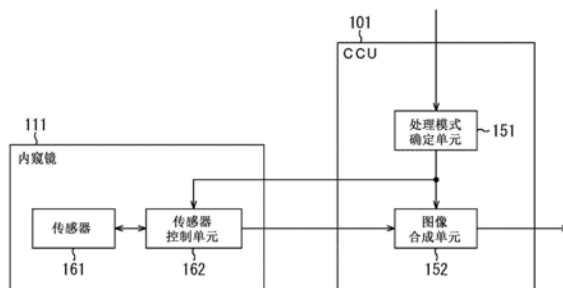 101
CCU
处理模式
确定单元
151
111
内窥镜
传感器
161
传感器
控制单元
162
图像
合成单元
152